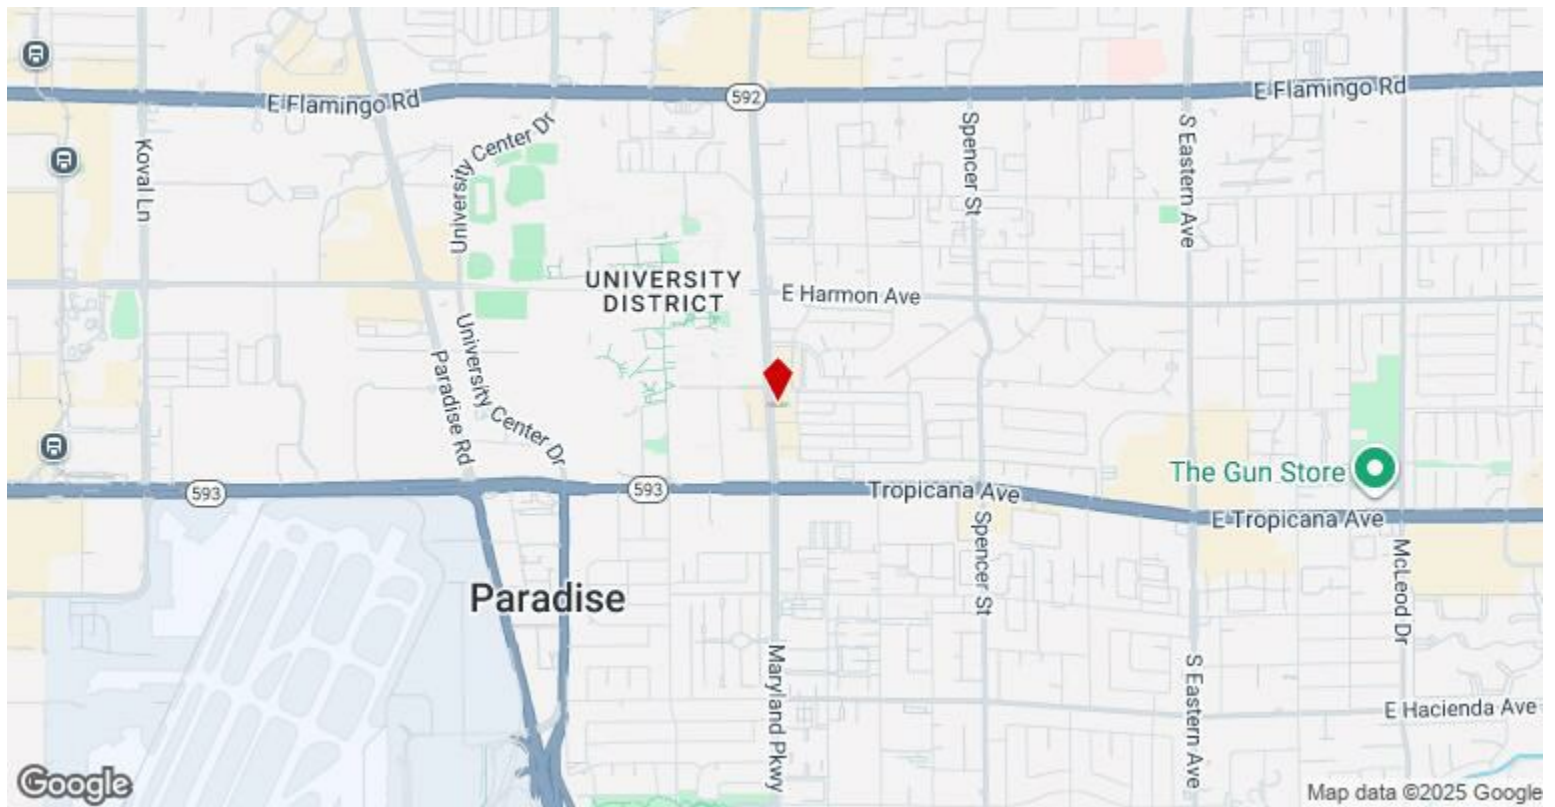 E Flamingo Rd
592
E Flamingo Rd
Koval Ln
University Center Dr
Spencer St
S Eastern Ave
UNIVERSITY
DISTRICT
E Harmon Ave
Paradise Rd
University Center Dr
The Gun Store
593
593
Tropicana Ave
E Tropicana Ave
Spencer St
McLeod Dr
Paradise
Maryland Pkwy
S Eastern Ave
E Hacienda Ave
Google
Map data ©2025 Google